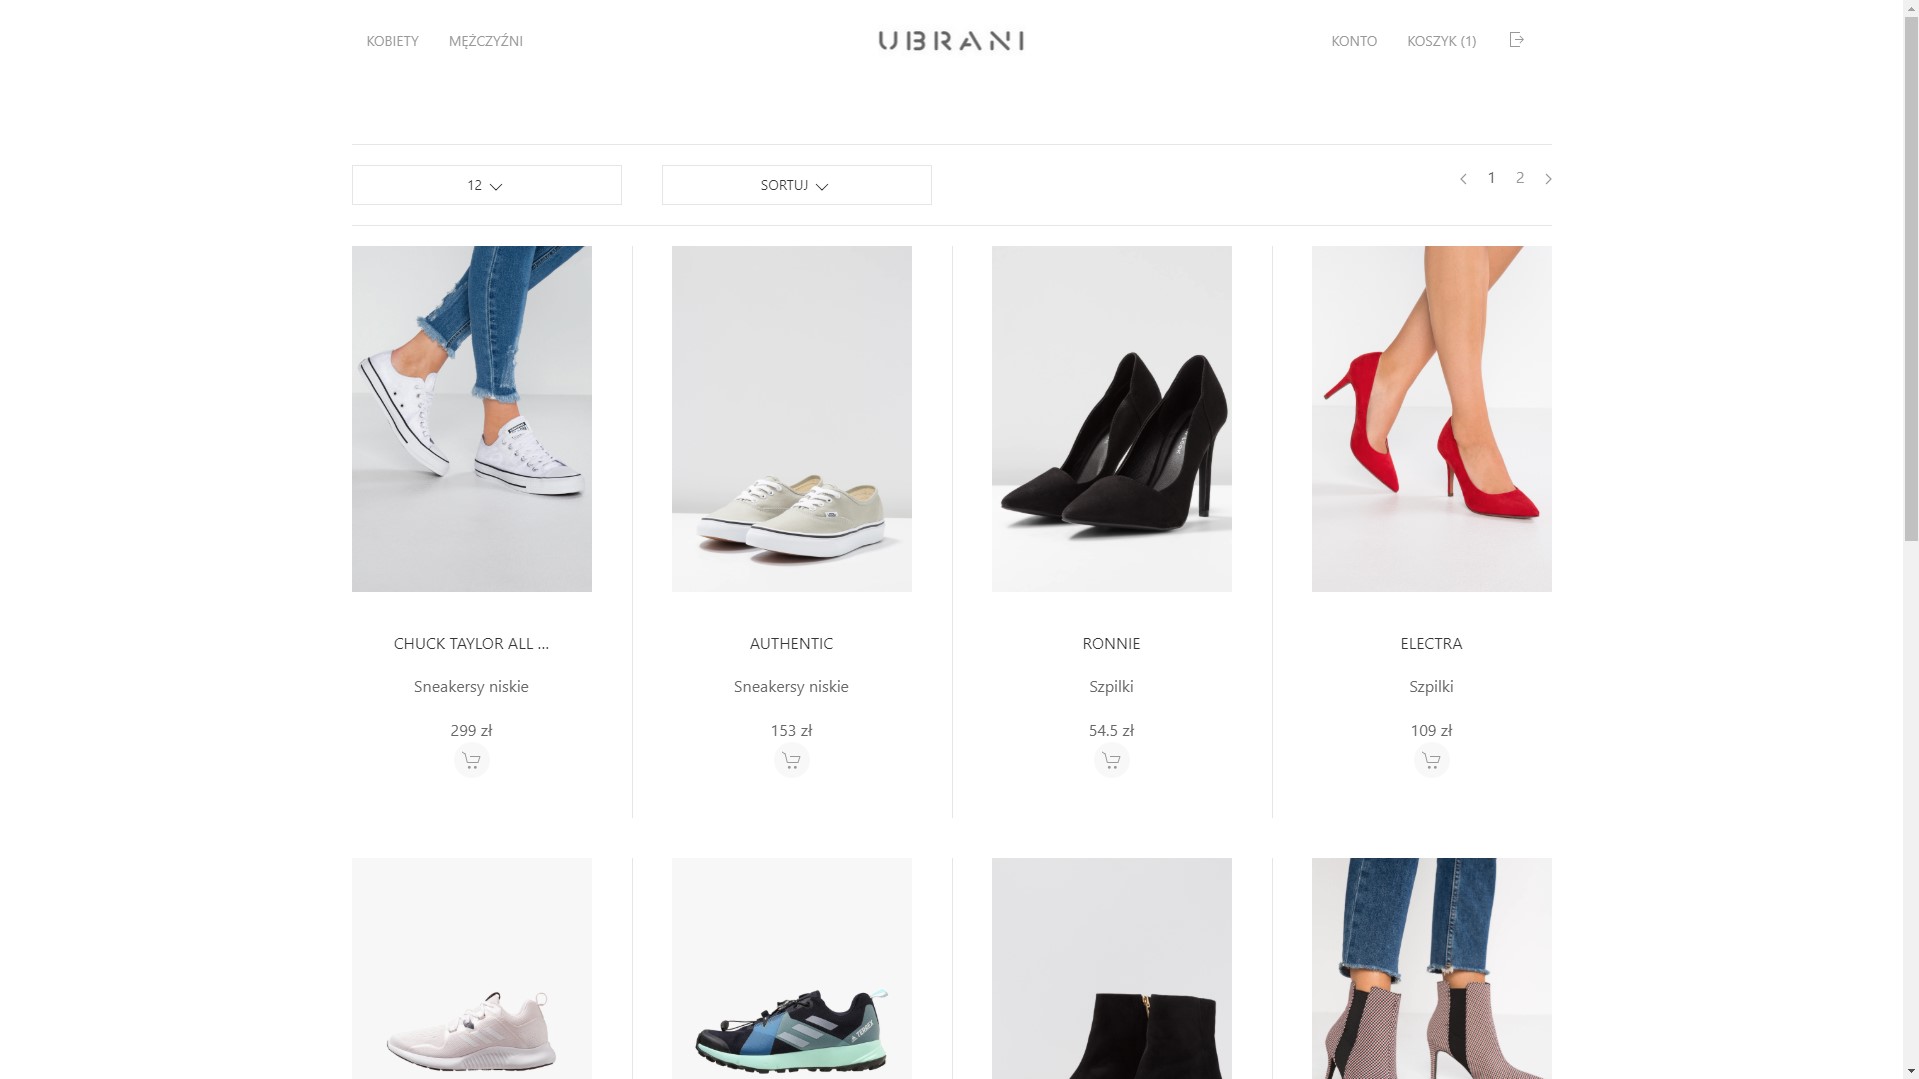 KOBIETY MĘŻCZYŹNI UBRANI KONTO KOSZYK (1)
12 SORTUJ 1 2
CHUCK TAYLOR ALL ... AUTHENTIC RONNIE ELECTRA
Sneakersy niskie Sneakersy niskie Szpilki Szpilki
299 zł 153 zł 54.5 zł 109 zł
TERREX